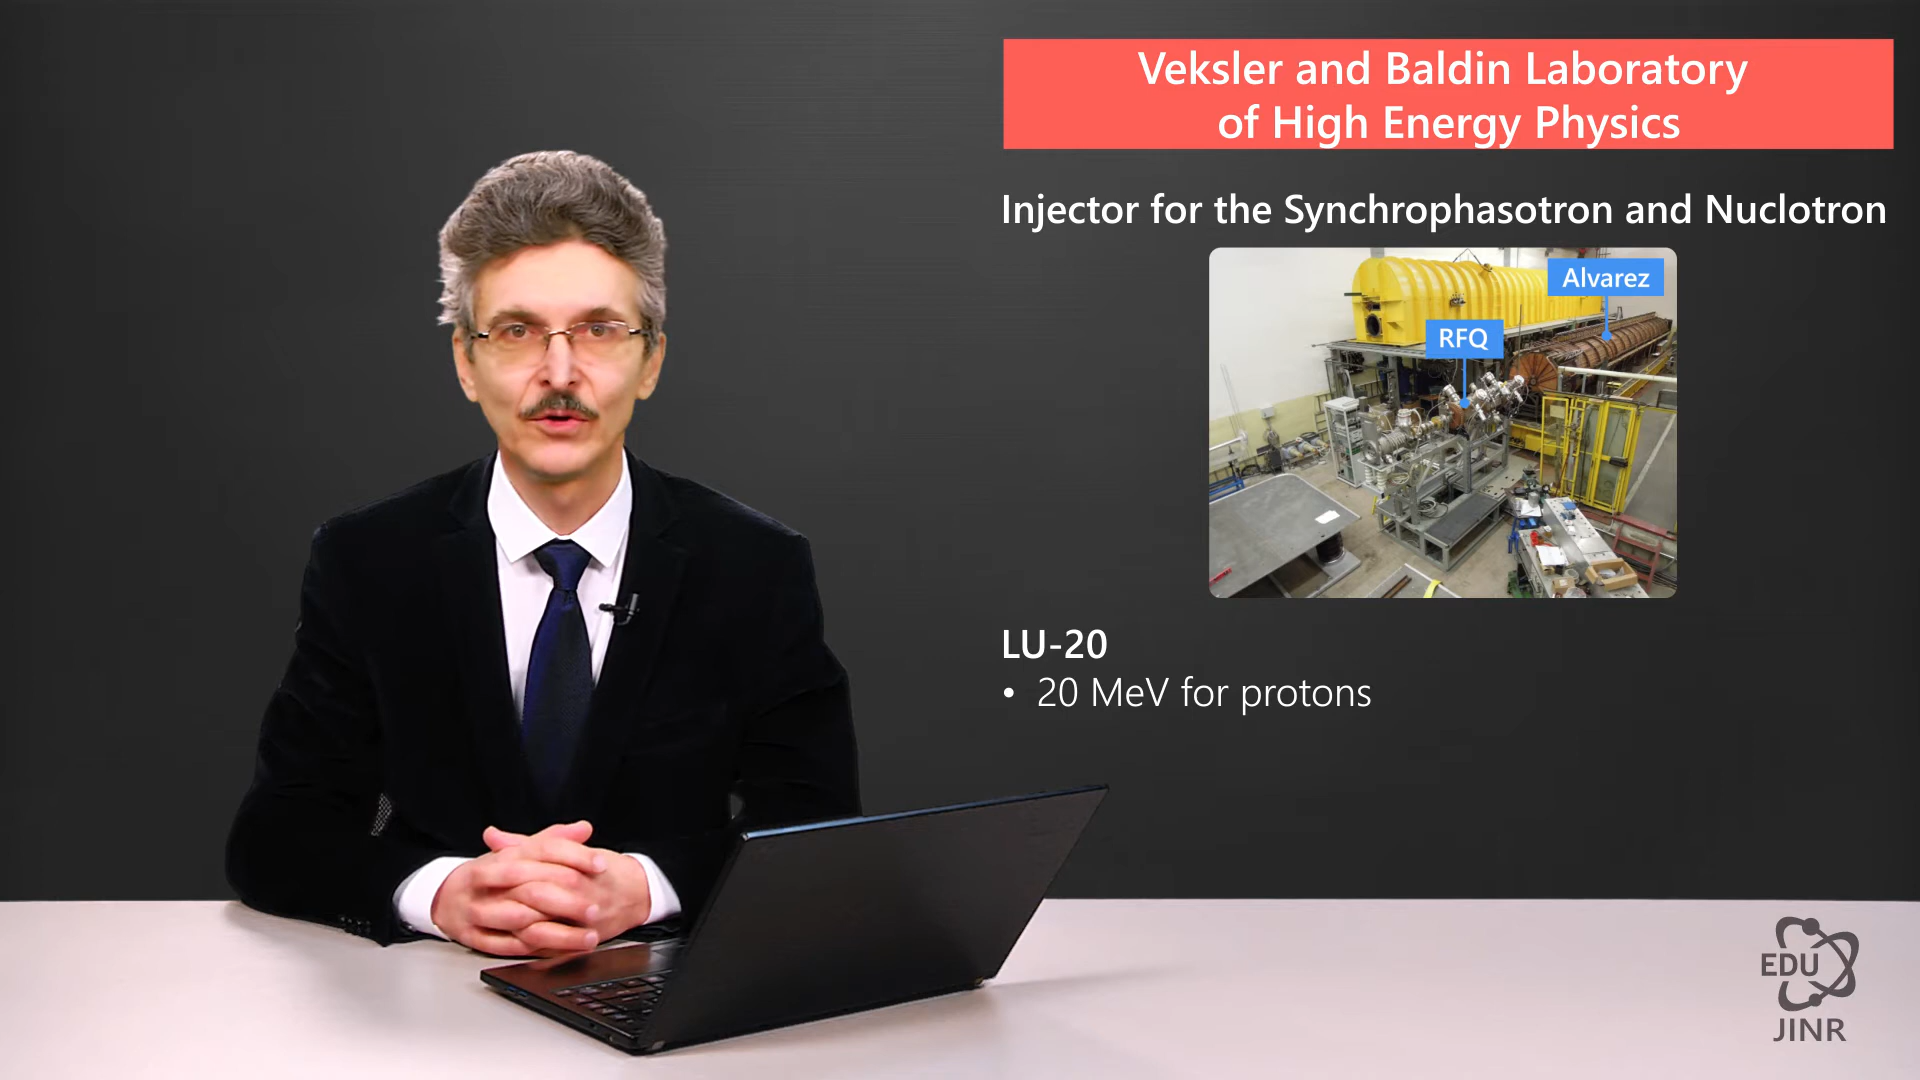 Veksler and Baldin Laboratory
of High Energy Physics
Injector for the Synchrophasotron and Nuclotron
Alvarez
RFQ
LU-20
• 20 MeV for protons
EDU
JINR